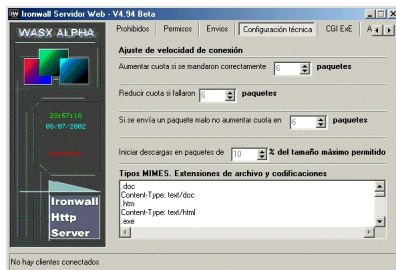 Ironwall Servidor Web - V4.94 Beta
WASX ALPHA
Prohibidos Permisos Envios Configuración técnica CGI ExE A
Ajuste de velocidad de conexión
Aumentar cuota si se mandaron correctamente 6 paquetes
Reducir cuota si fallaron 6 paquetes
23:57:18
08/07/2002
Si se envía un paquete malo no aumentar cuota en 6 paquetes
Iniciar descargas en paquetes de 10 % del tamaño máximo permitido
Tipos MIMES. Extensiones de archivo y codificaciones
.doc
Content-Type: text/doc
.htm
Content-Type: text/html
.exe
Ironwall
Http
Server
No hay clientes conectados